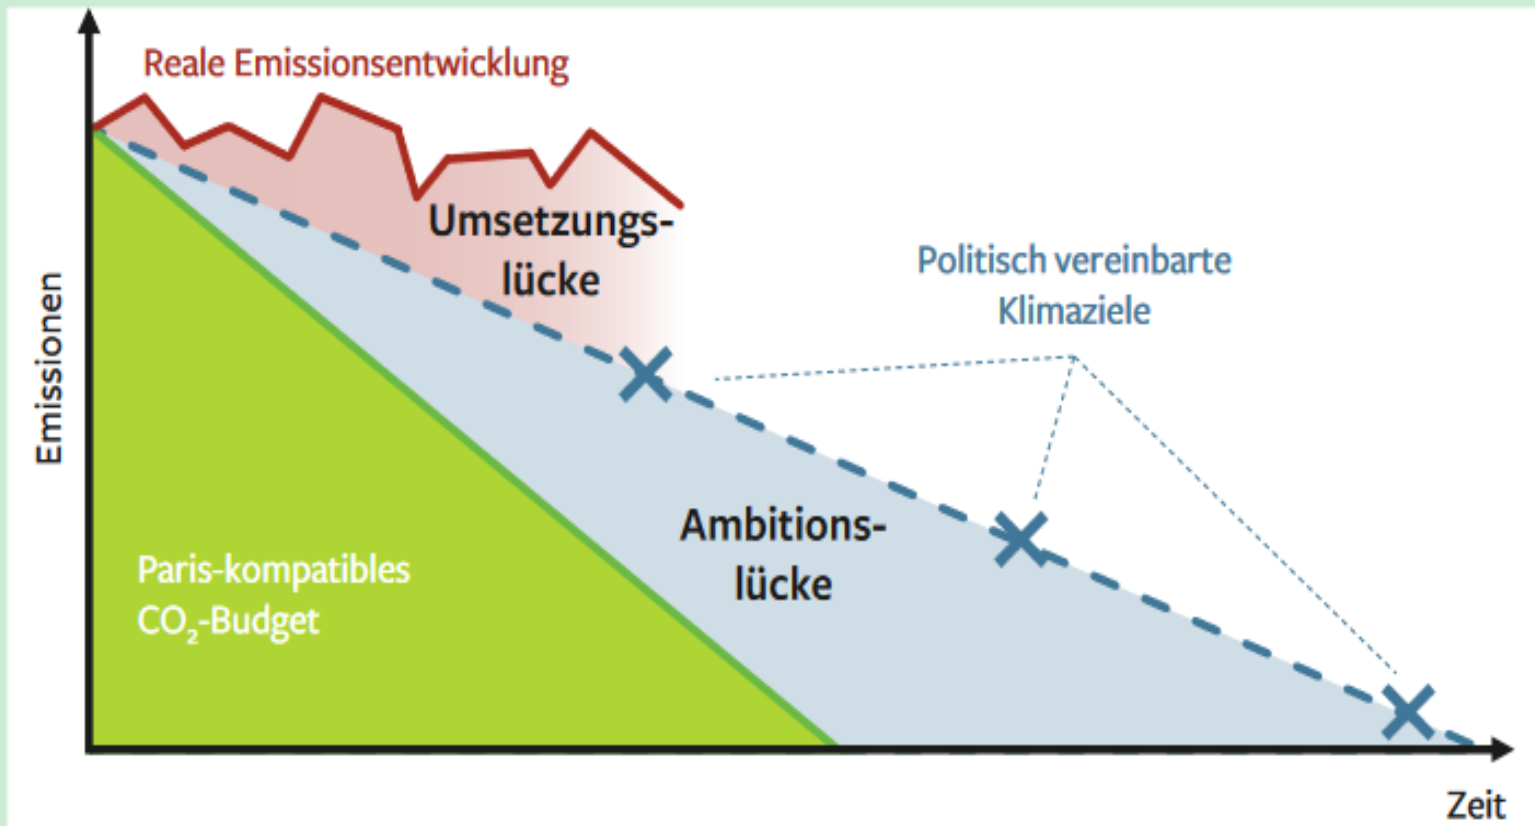 Reale Emissionsentwicklung
Umsetzungs-
lücke
Politisch vereinbarte
Klimaziele
Emissionen
Ambitions-
lücke
Paris-kompatibles
CO₂-Budget
Zeit